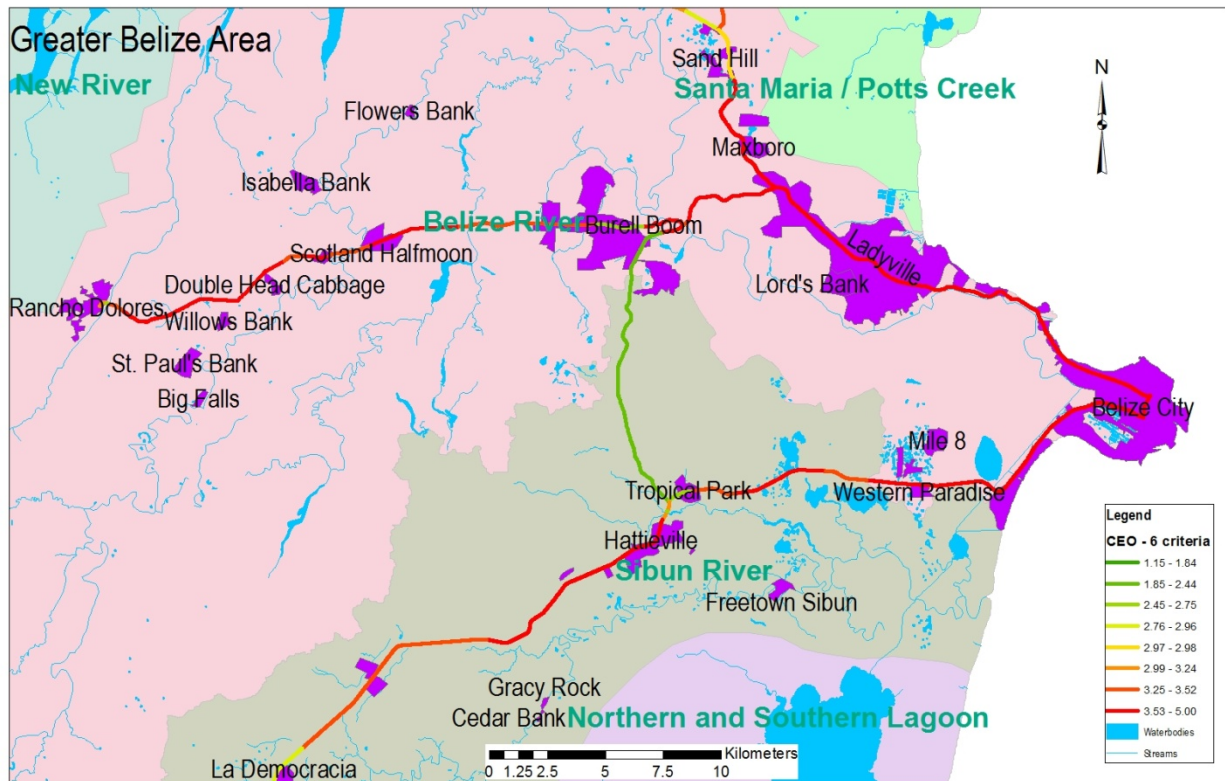 Greater Belize Area
New River
Sand Hill
Santa Maria / Potts Creek
N
Flowers Bank
Maxboro
Isabella Bank
Belize River
Burell Boom
Scotland Halfmoon
Ladyville
Double Head Cabbage
Lord's Bank
Rancho Dolores
Willows Bank
St. Paul's Bank
Big Falls
Belize City
Mile 8
Tropical Park
Western Paradise
Hattieville
Sibun River
Freetown Sibun
Gracy Rock
Cedar Bank
Northern and Southern Lagoon
La Democracia
Kilometers
0 1.25 2.5 5 7.5 10
Legend
CEO - 6 criteria
1.15 - 1.84
1.85 - 2.44
2.45 - 2.75
2.76 - 2.96
2.97 - 2.98
2.99 - 3.24
3.25 - 3.52
3.53 - 5.00
Waterbodies
Streams